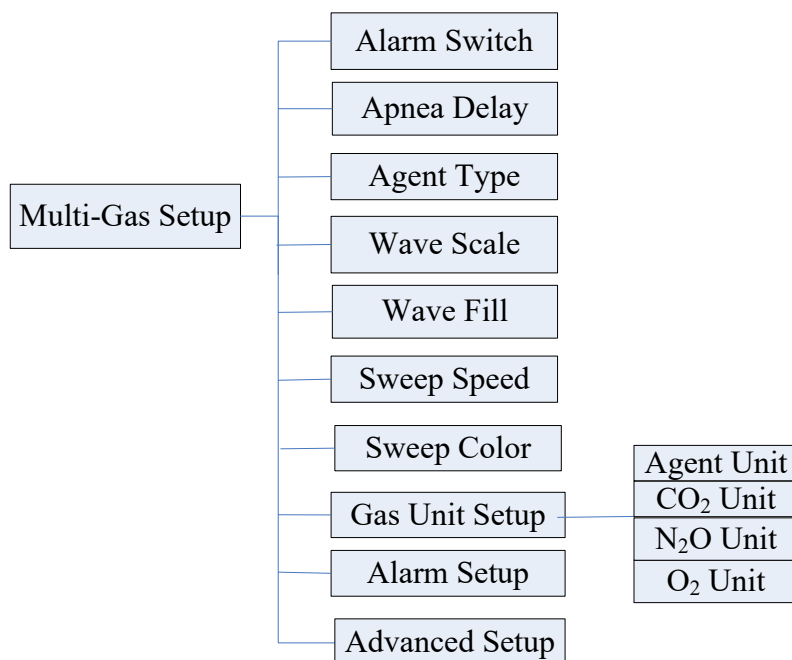 Multi-Gas Setup
Alarm Switch
Apnea Delay
Agent Type
Wave Scale
Wave Fill
Sweep Speed
Sweep Color
Gas Unit Setup
Agent Unit
CO₂ Unit
N₂O Unit
O₂ Unit
Alarm Setup
Advanced Setup